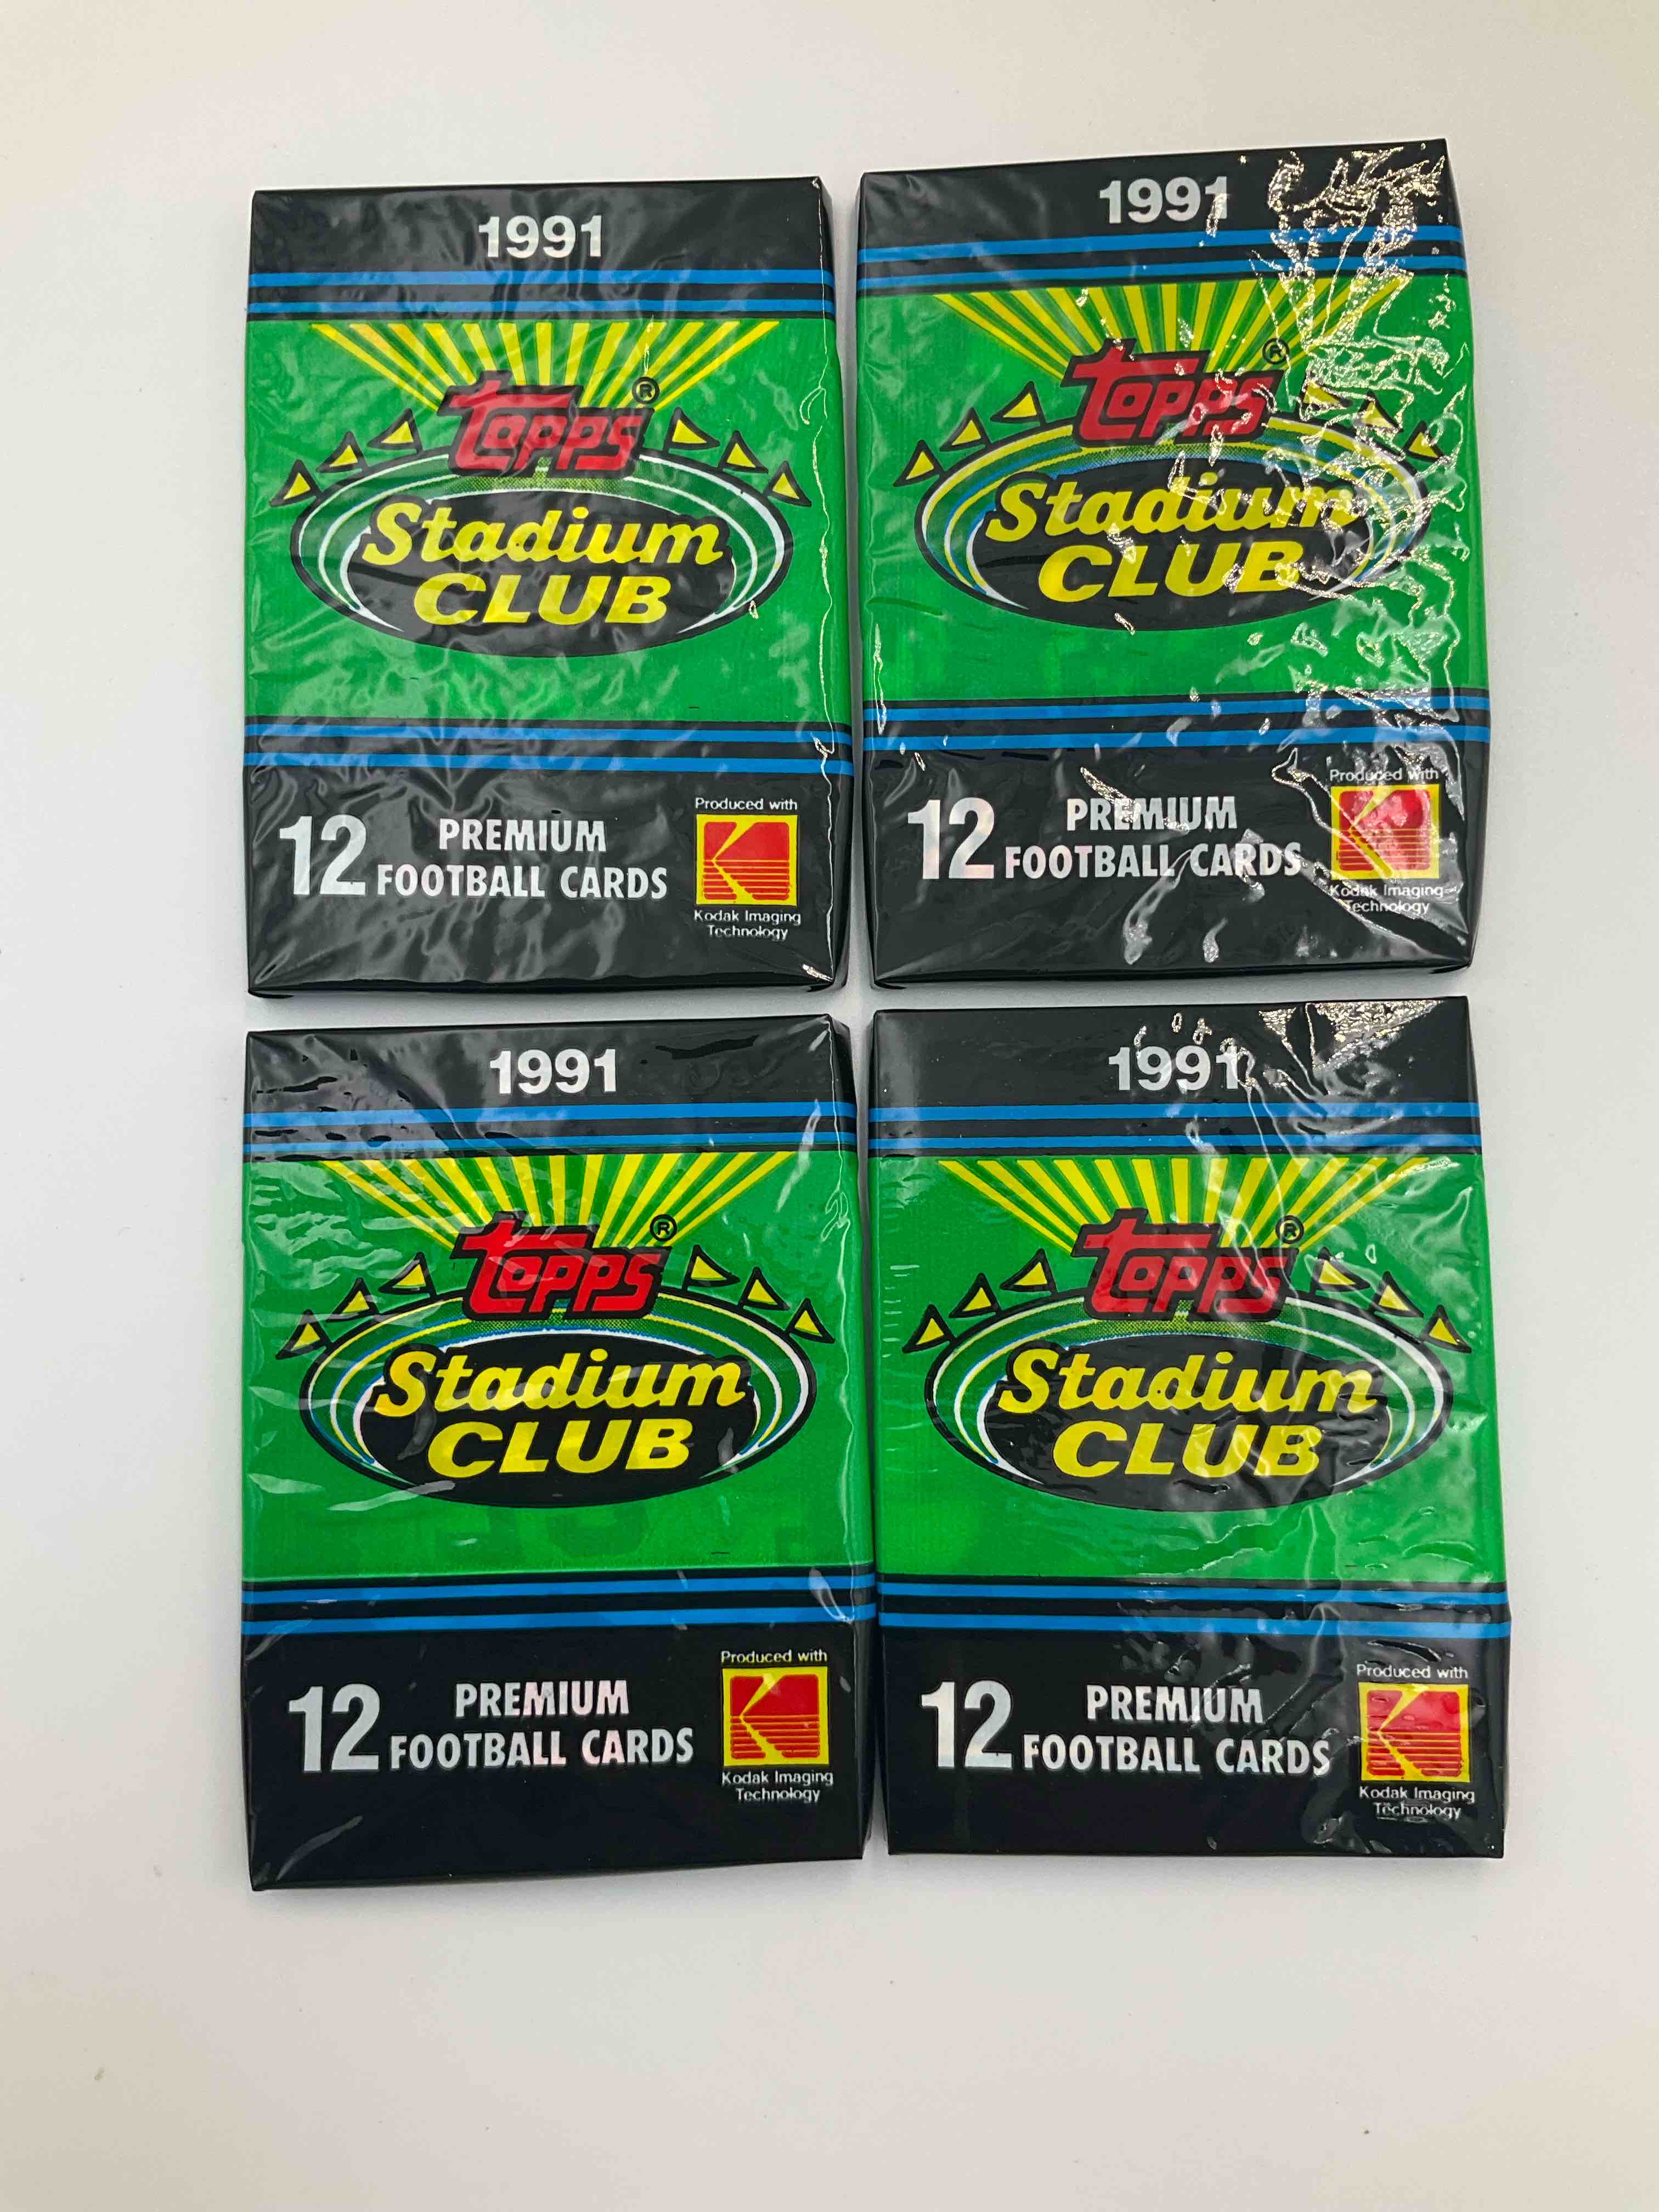 1991
Topps®
Stadium
CLUB
12 PREMIUM
FOOTBALL CARDS
Produced with
Kodak Imaging
Technology
1991
Topps®
Stadium
CLUB
12 PREMIUM
FOOTBALL CARDS
Produced with
Kodak Imaging
Technology
1991
Topps®
Stadium
CLUB
12 PREMIUM
FOOTBALL CARDS
Produced with
Kodak Imaging
Technology
1991
Topps®
Stadium
CLUB
12 PREMIUM
FOOTBALL CARDS
Produced with
Kodak Imaging
Technology